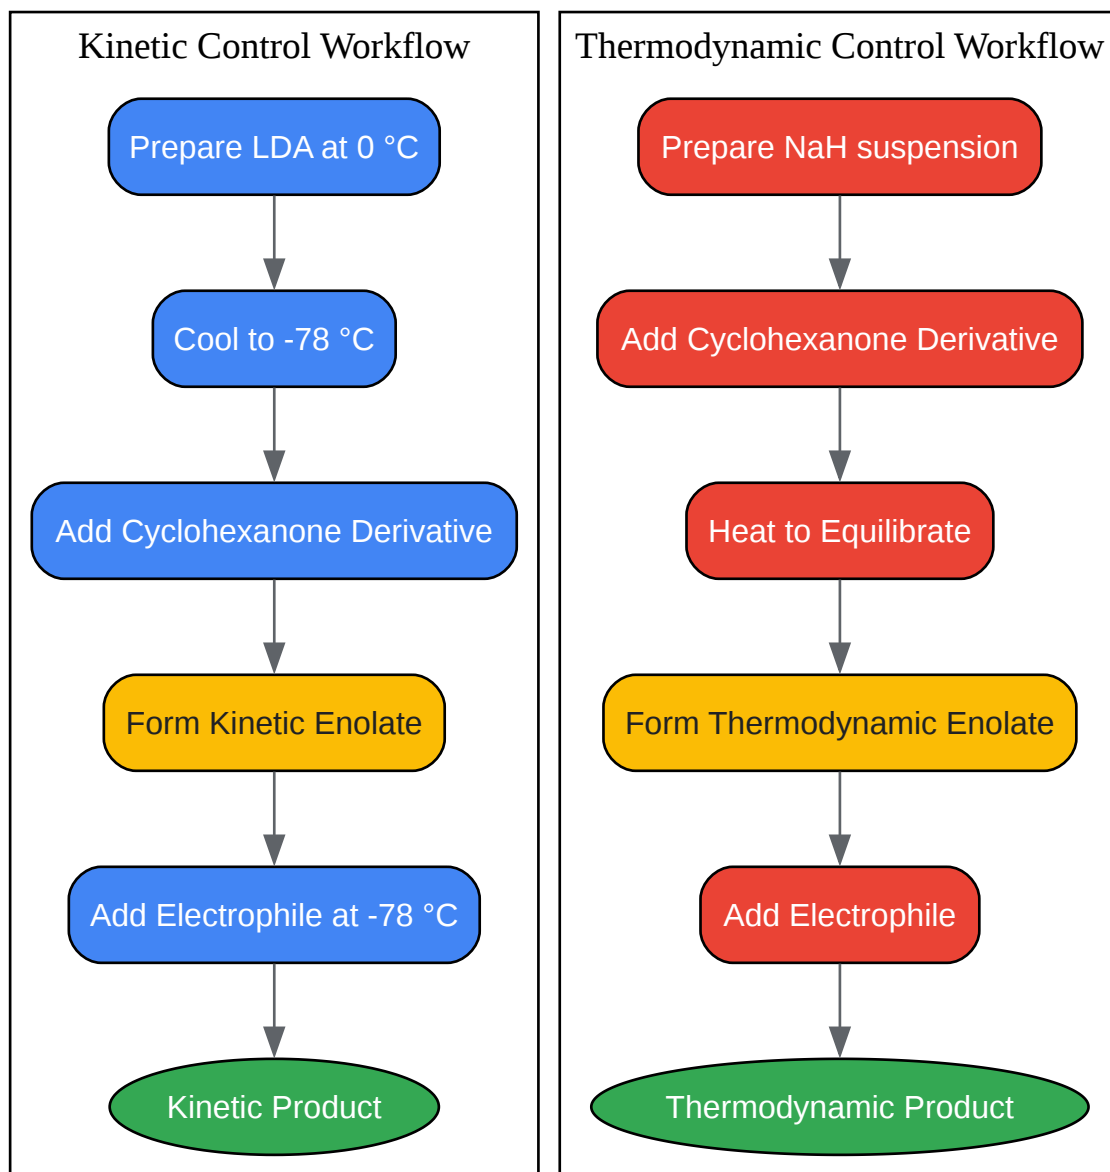 Kinetic Control Workflow
Prepare LDA at 0 °C
Cool to -78 °C
Add Cyclohexanone Derivative
Form Kinetic Enolate
Add Electrophile at -78 °C
Kinetic Product
Thermodynamic Control Workflow
Prepare NaH suspension
Add Cyclohexanone Derivative
Heat to Equilibrate
Form Thermodynamic Enolate
Add Electrophile
Thermodynamic Product